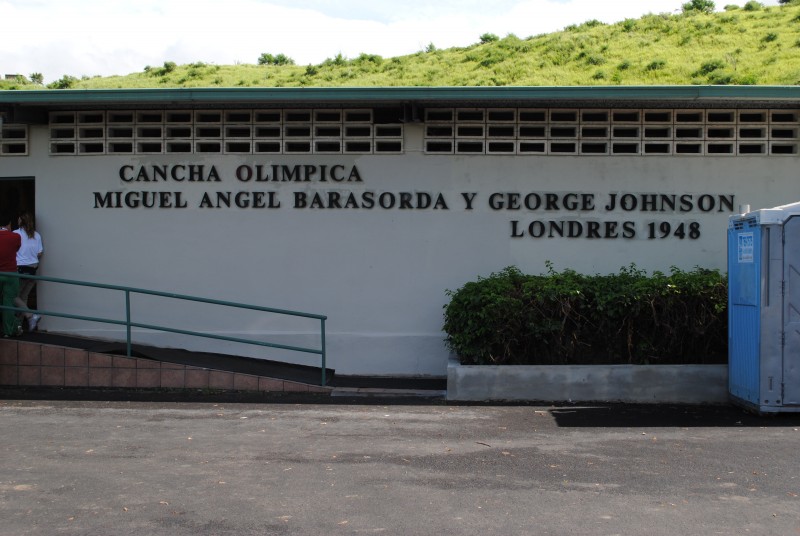 CANCHA OLIMPICA
MIGUEL ANGEL BARASORDA Y GEORGE JOHNSON
LONDRES 1948